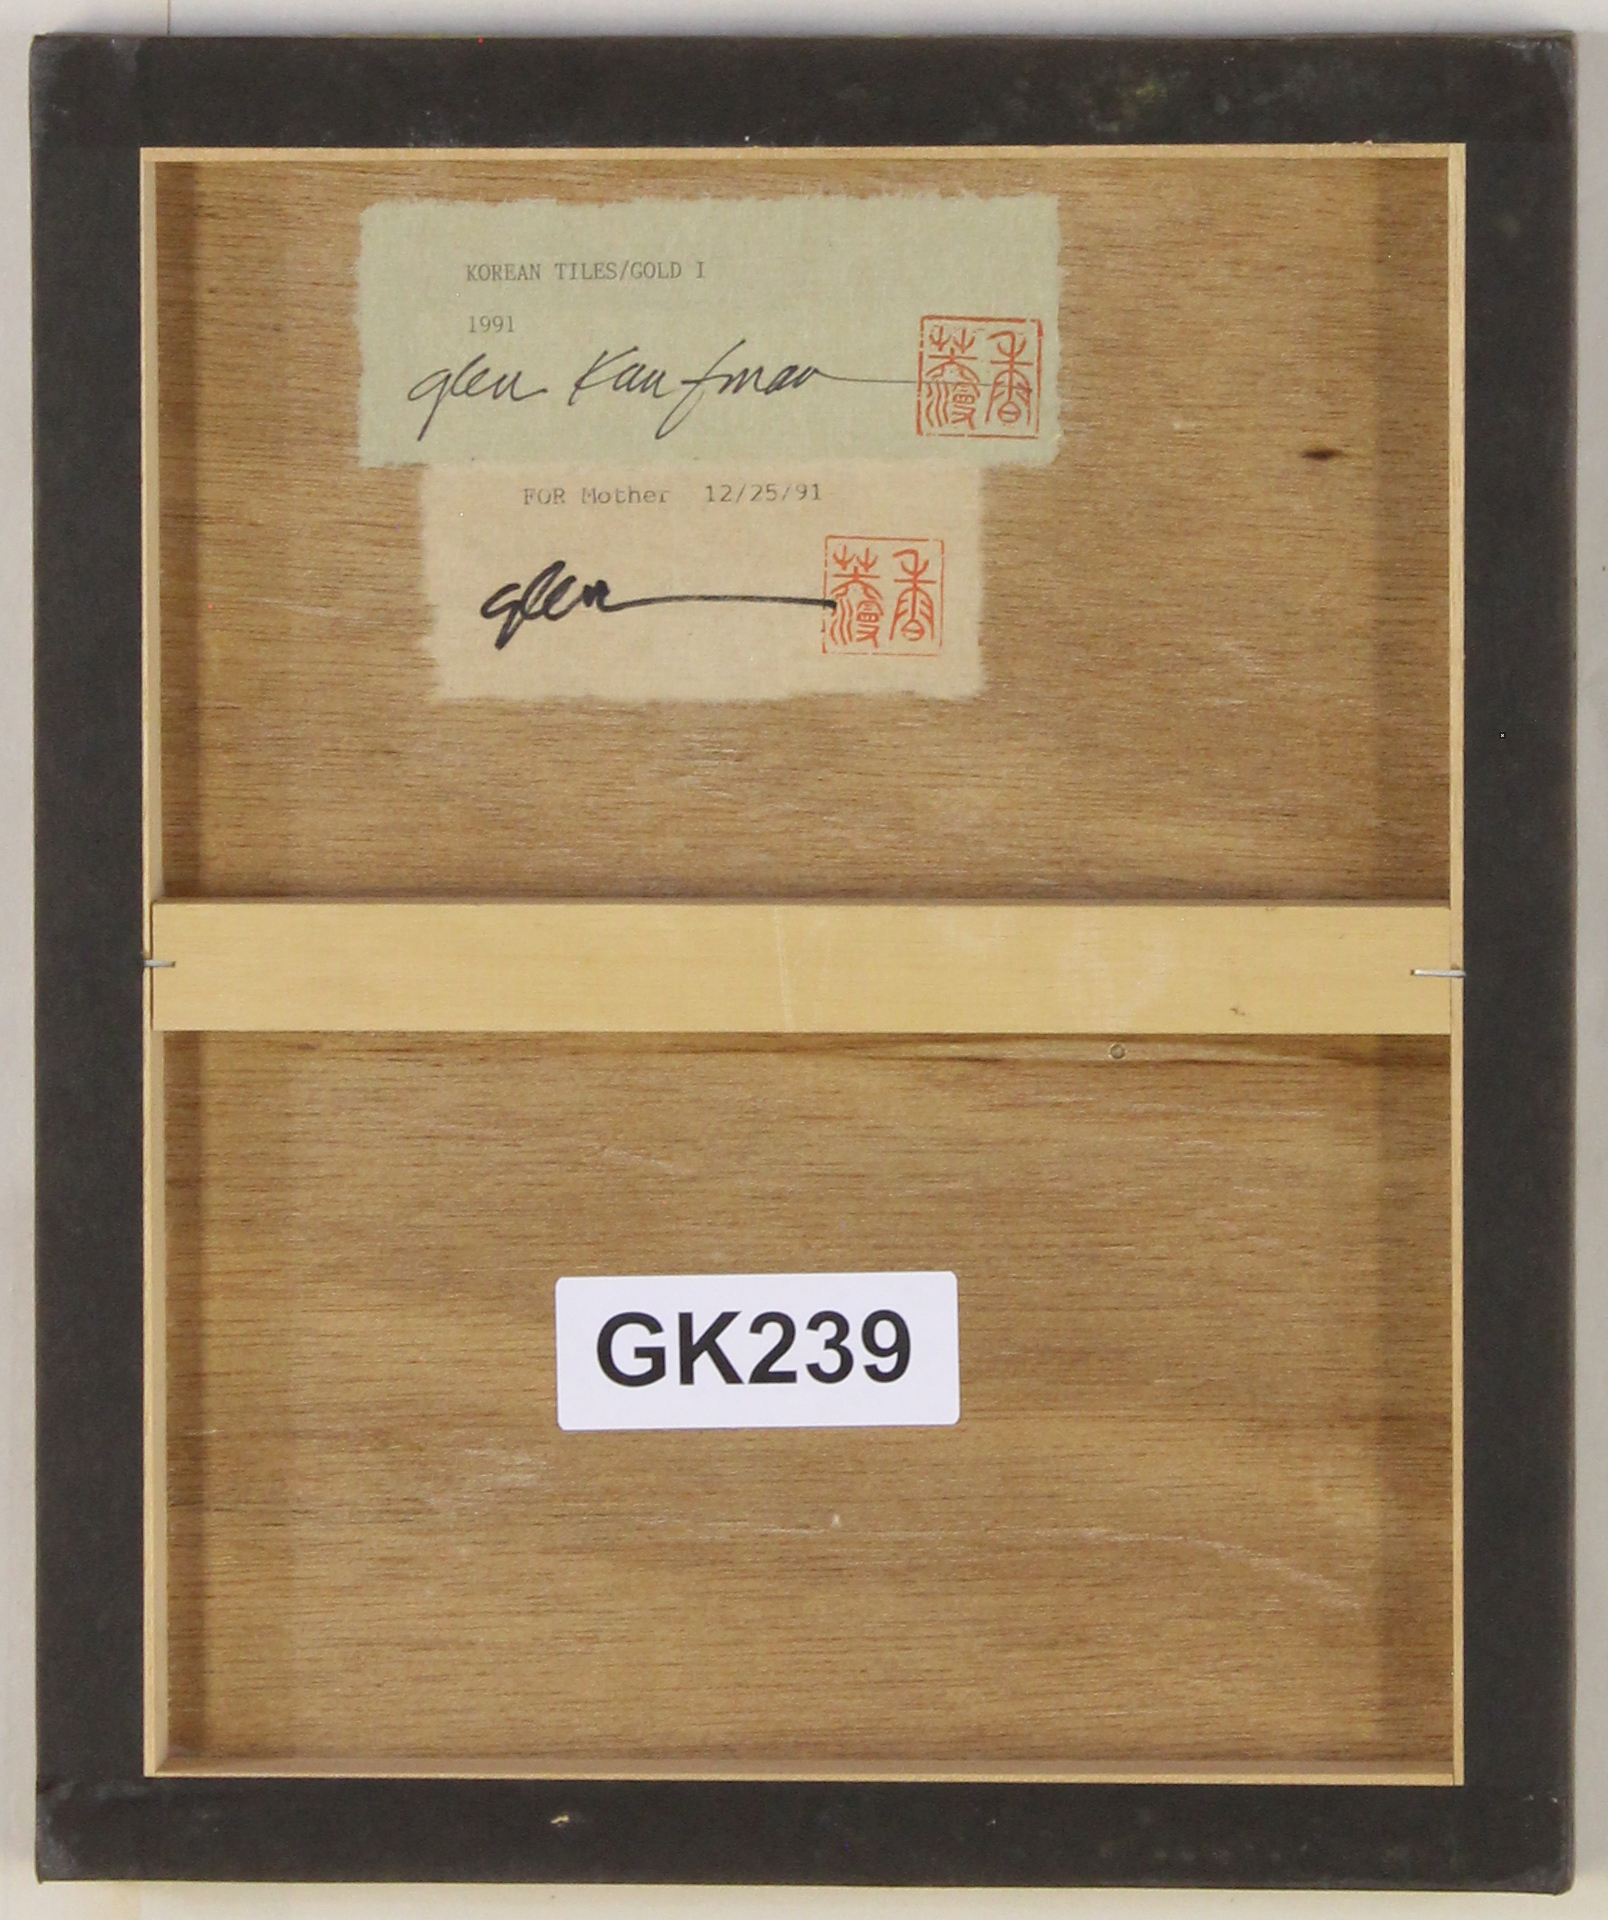 KOREAN TILES/GOLD I
1991
glen Kaufman
FOR Mother 12/25/91
glen
GK239